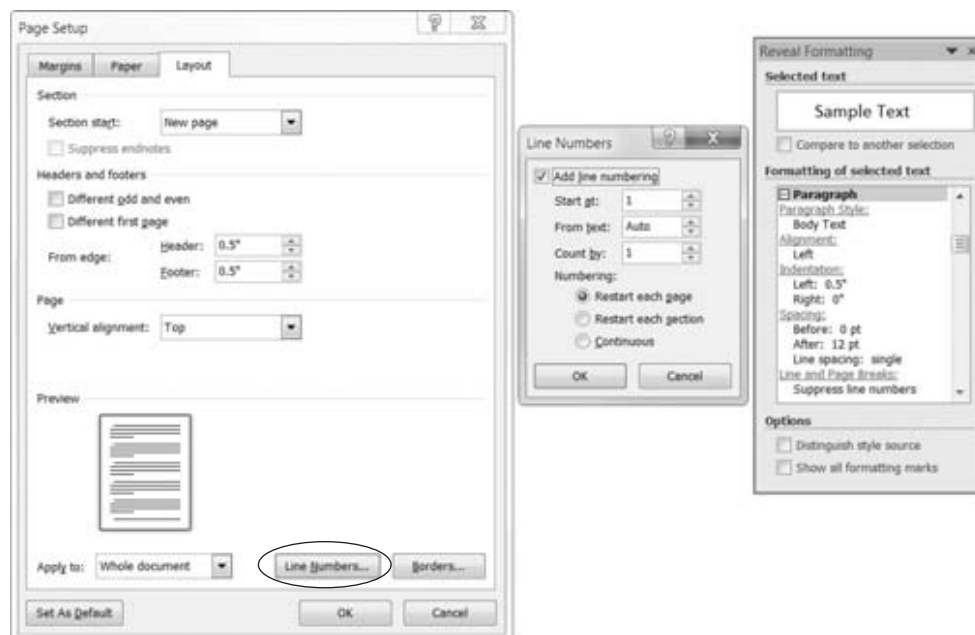 Page Setup
Margins Paper Layout
Section
Section start: New page
Suppress endnotes
Headers and footers
Different odd and even
Different first page
From edge:
Header: 0.5"
Footer: 0.5"
Page
Vertical alignment: Top
Preview
Apply to: Whole document Line Numbers... Borders...
Set As Default OK Cancel
Line Numbers
Add line numbering
Start at: 1
From text: Auto
Count by: 1
Numbering:
Restart each page
Restart each section
Continuous
OK Cancel
Reveal Formatting
Selected text
Sample Text
Compare to another selection
Formatting of selected text
Paragraph
Paragraph Style:
Body Text
Alignment:
Left
Indentation:
Left: 0.5"
Right: 0"
Spacing:
Before: 0 pt
After: 12 pt
Line spacing: single
Line and Page Breaks:
Suppress line numbers
Options
Distinguish style source
Show all formatting marks